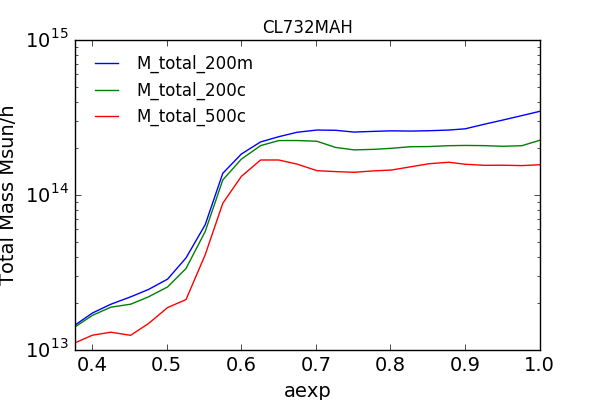 CL732MAH
10^15
M_total_200m
M_total_200c
M_total_500c
Total Mass Msun/h
10^14
10^13
0.4 0.5 0.6 0.7 0.8 0.9 1.0
aexp